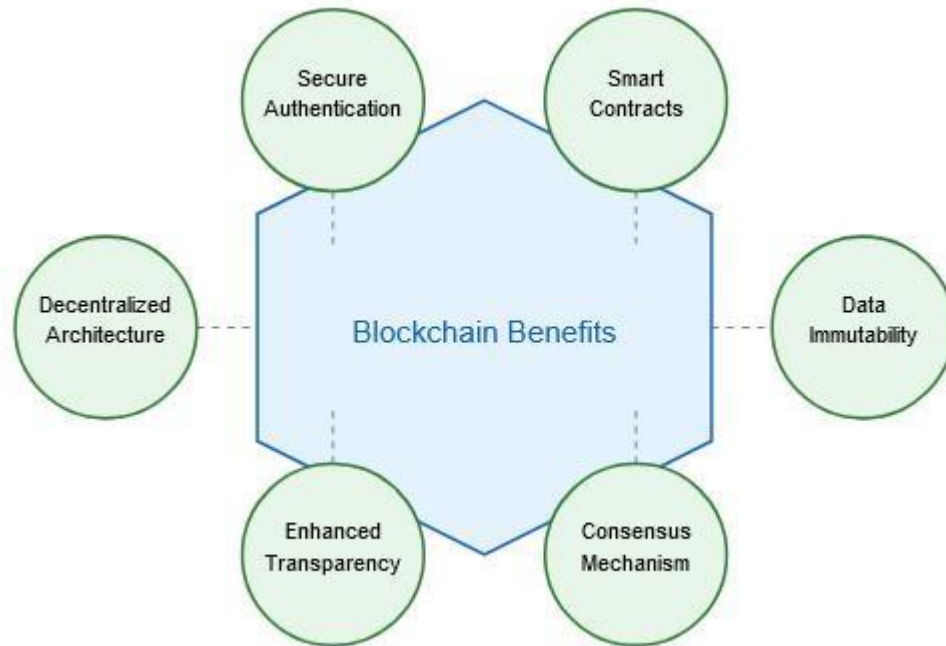 Secure
Authentication
Smart
Contracts
Decentralized
Architecture
Blockchain Benefits
Data
Immutability
Enhanced
Transparency
Consensus
Mechanism